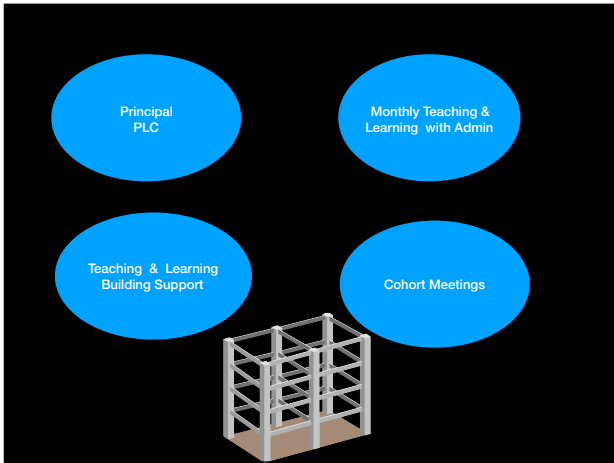 Principal
PLC
Monthly Teaching &
Learning with Admin
Teaching & Learning
Building Support
Cohort Meetings